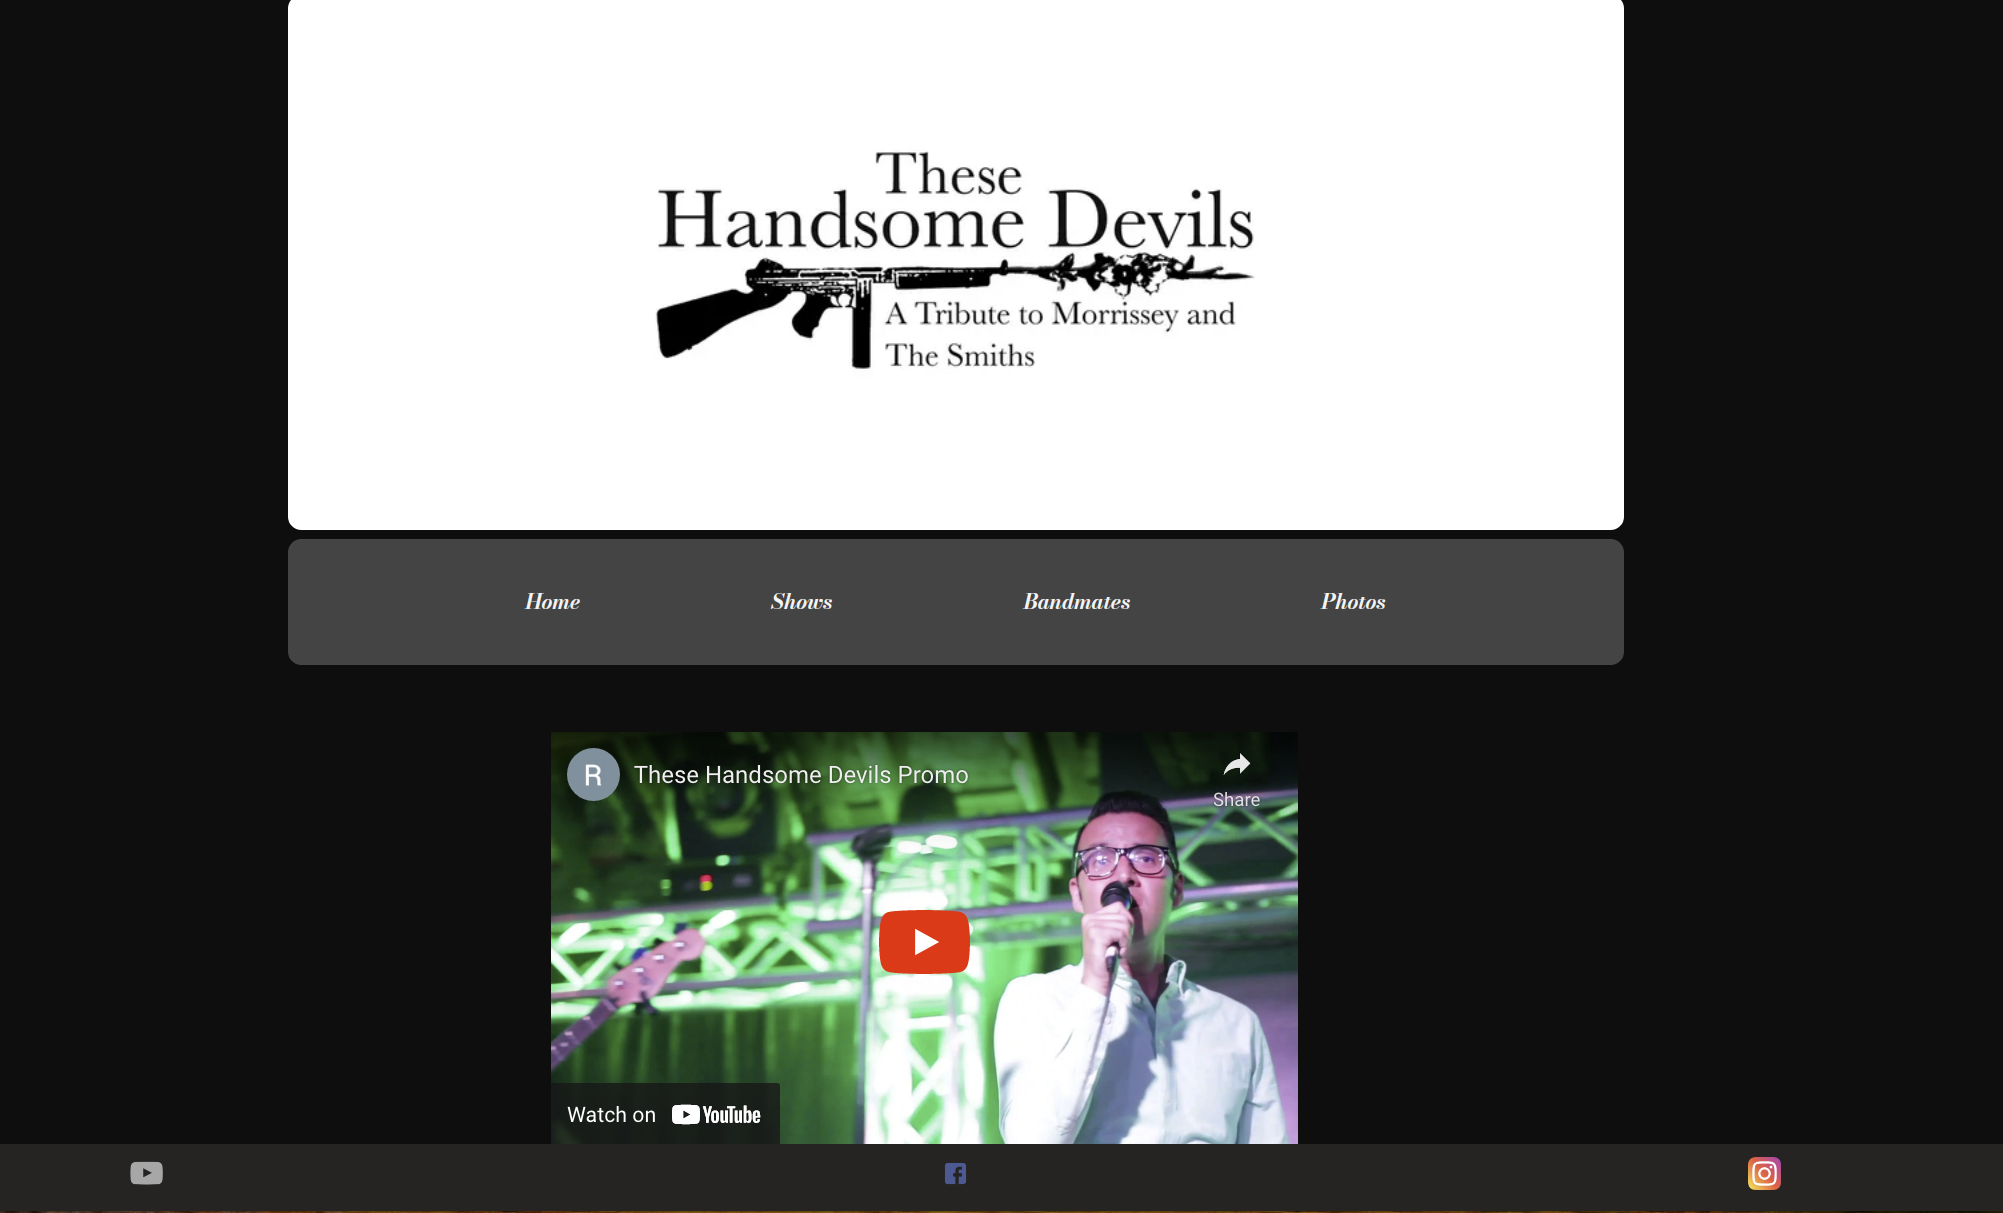 These
Handsome Devils
A Tribute to Morrissey and
The Smiths
Home Shows Bandmates Photos
R These Handsome Devils Promo
Share
Watch on YouTube